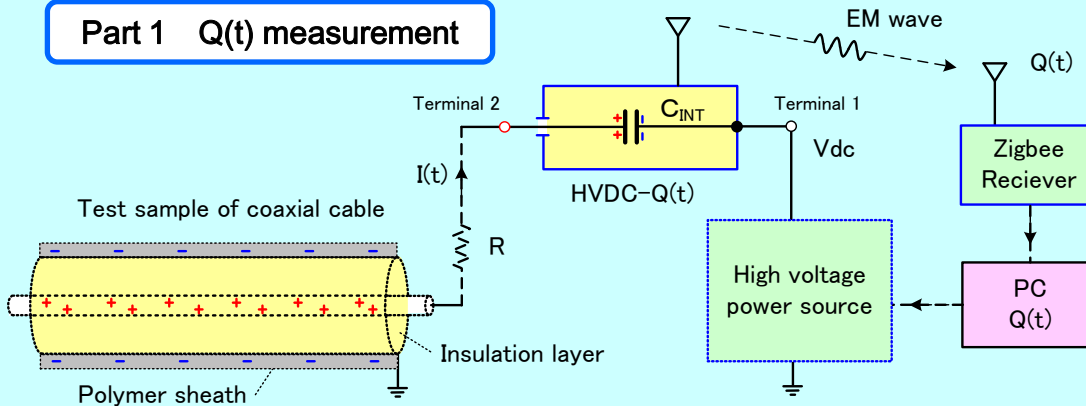 Part 1 Q(t) measurement
EM wave
Q(t)
Terminal 2
C_INT
Terminal 1
Vdc
Zigbee
Reciever
I(t)
HVDC-Q(t)
Test sample of coaxial cable
R
High voltage
power source
PC
Q(t)
Insulation layer
Polymer sheath